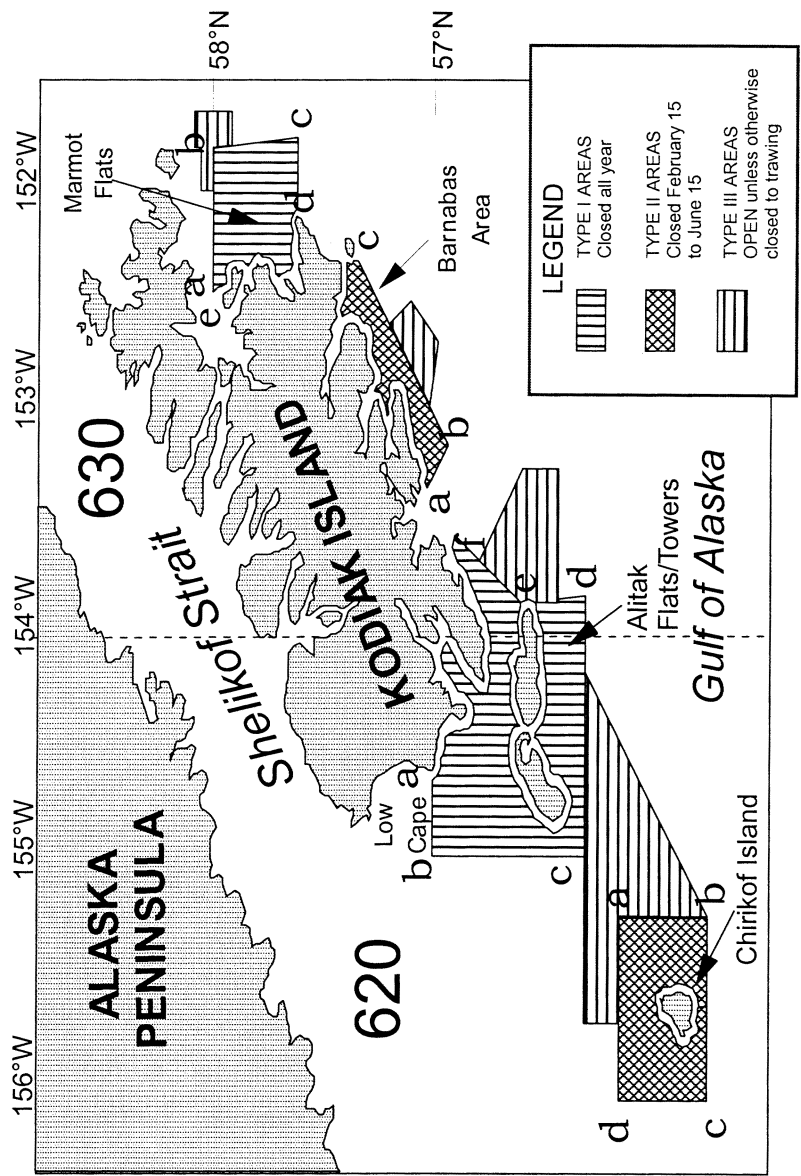 156°W
155°W
154°W
153°W
152°W
58°N
57°N
ALASKA
PENINSULA
630
620
Shelikof Strait
KODIAK ISLAND
Marmot
Flats
a
b
c
d
e
Barnabas
Area
a
b
c
Low
Cape
a
b
c
d
e
f
Alitak
Flats/Towers
Gulf of Alaska
Chirikof Island
a
b
c
d
LEGEND
TYPE I AREAS
Closed all year
TYPE II AREAS
Closed February 15
to June 15
TYPE III AREAS
OPEN unless otherwise
closed to trawing